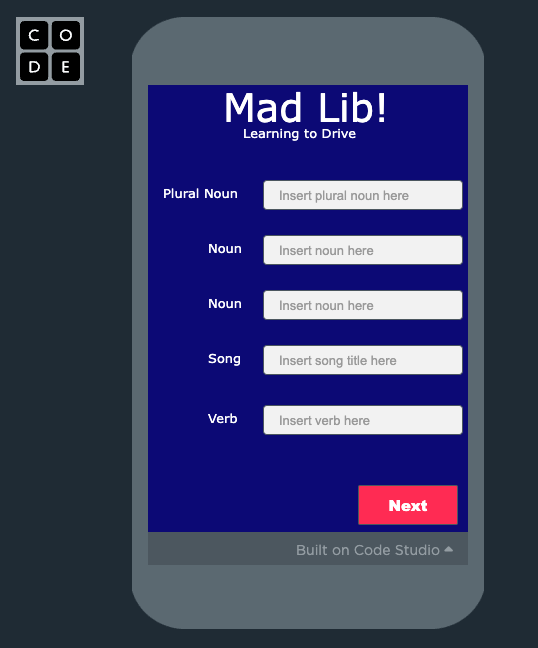 C O
D E
Mad Lib!
Learning to Drive
Plural Noun Insert plural noun here
Noun Insert noun here
Noun Insert noun here
Song Insert song title here
Verb Insert verb here
Next
Built on Code Studio